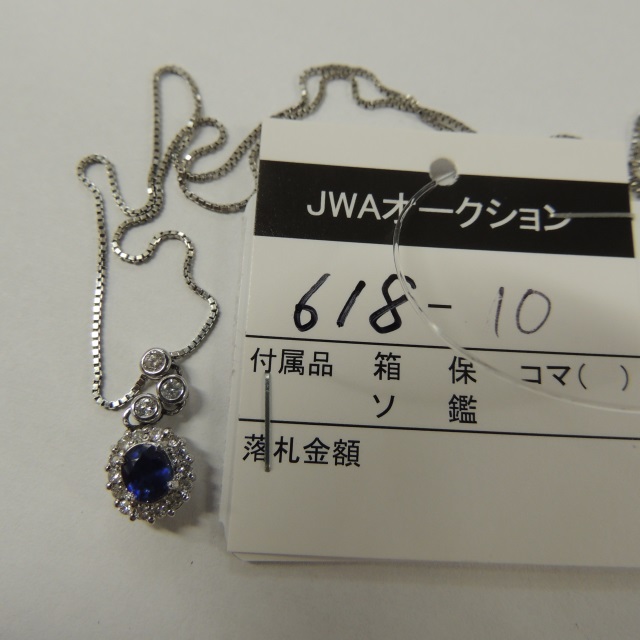 JWAオークション
618-10
付属品 箱 保 コマ( )
ソ 鑑
落札金額